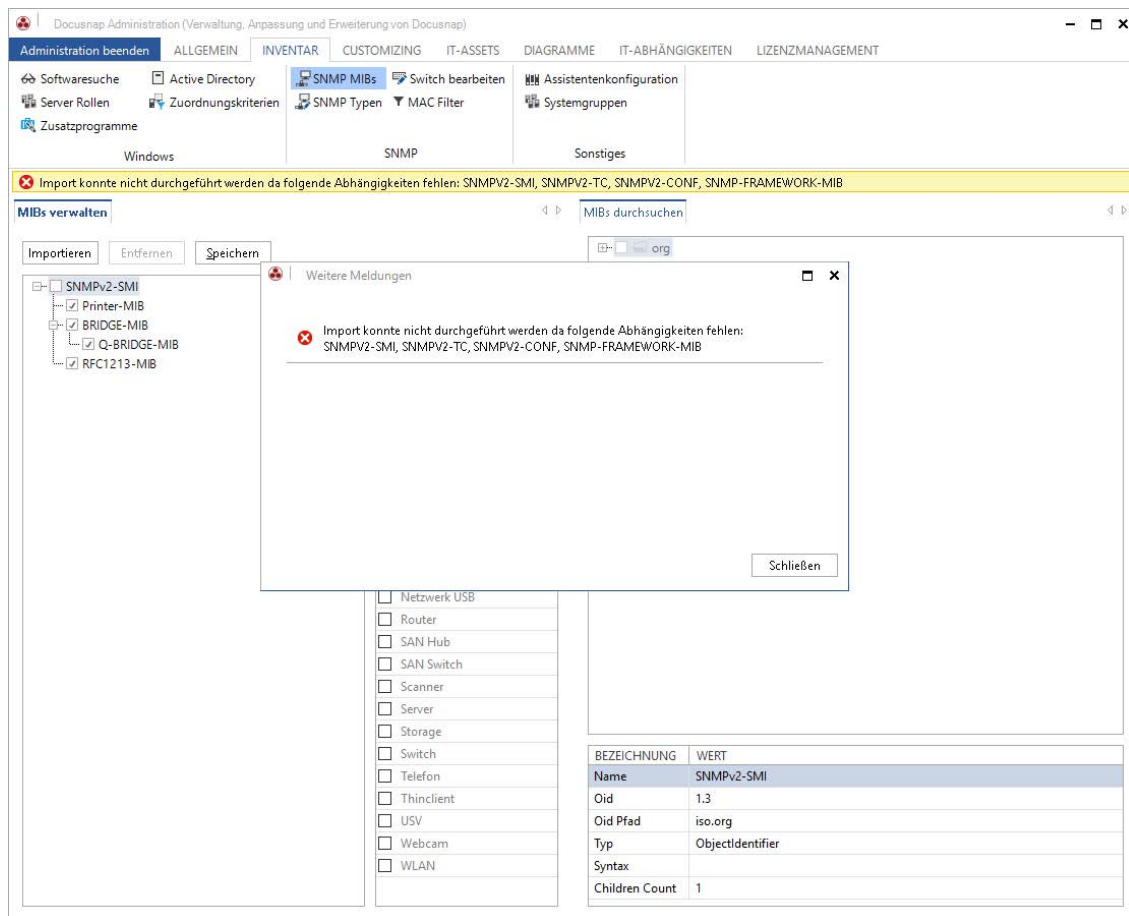 Docusnap Administration (Verwaltung, Anpassung und Erweiterung von Docusnap)
Administration beenden ALLGEMEIN INVENTAR CUSTOMIZING IT-ASSETS DIAGRAMME IT-ABHÄNGIGKEITEN LIZENZMANAGEMENT
Softwaresuche Active Directory SNMP MIBs Switch bearbeiten Assistentenkonfiguration
Server Rollen Zuordnungskriterien SNMP Typen MAC Filter Systemgruppen
Zusatzprogramme
Windows SNMP Sonstiges
Import konnte nicht durchgeführt werden da folgende Abhängigkeiten fehlen: SNMPV2-SMI, SNMPV2-TC, SNMPV2-CONF, SNMP-FRAMEWORK-MIB
MIBs verwalten MIBs durchsuchen
Importieren Entfernen Speichern
org
SNMPv2-SMI
Printer-MIB
BRIDGE-MIB
Q-BRIDGE-MIB
RFC1213-MIB
Weitere Meldungen
Import konnte nicht durchgeführt werden da folgende Abhängigkeiten fehlen:
SNMPV2-SMI, SNMPV2-TC, SNMPV2-CONF, SNMP-FRAMEWORK-MIB
Schließen
Netzwerk USB
Router
SAN Hub
SAN Switch
Scanner
Server
Storage
Switch
Telefon
Thinclient
USV
Webcam
WLAN
BEZEICHNUNG WERT
Name SNMPv2-SMI
Oid 1.3
Oid Pfad iso.org
Typ ObjectIdentifier
Syntax
Children Count 1